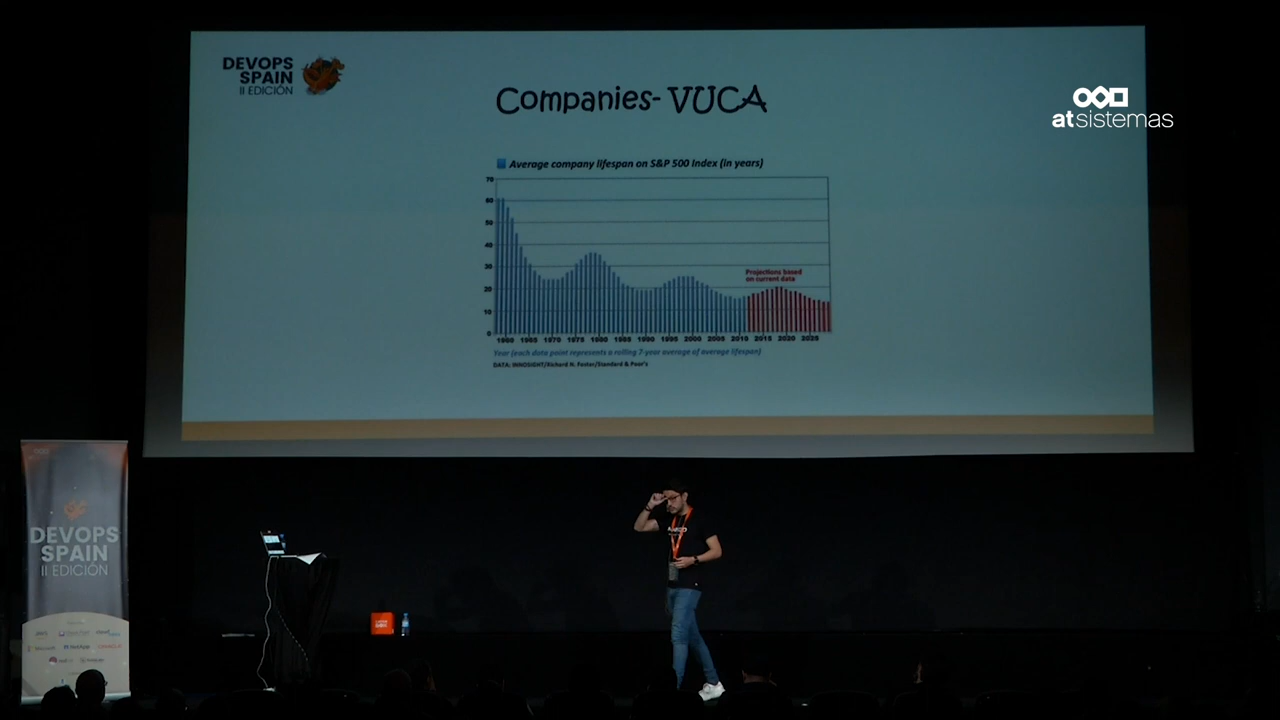 DEVOPS
SPAIN
II EDICIÓN
Companies- VUCA
atsistemas
Average company lifespan on S&P 500 Index (in years)
70
60
50
40
30
20
10
0
Projections based
on current data
1960 1965 1970 1975 1980 1985 1990 1995 2000 2005 2010 2015 2020 2025
Year (each data point represents a rolling 7-year average of average lifespan)
DATA: INNOSIGHT/Richard N. Foster/Standard & Poor's
DEVOPS
SPAIN
II EDICIÓN
NetApp
ORACLE